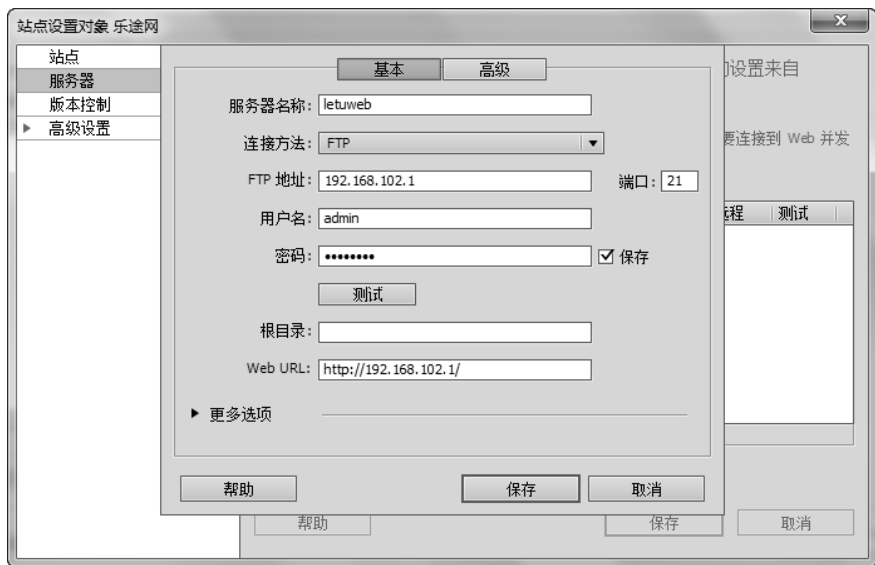 站点设置对象 乐途网
站点
服务器
版本控制
高级设置
基本
高级
服务器名称: letuweb
连接方法: FTP
FTP 地址: 192.168.102.1
端口: 21
用户名: admin
密码: ••••••••
保存
测试
根目录:
Web URL: http://192.168.102.1/
更多选项
帮助
保存
取消
设置来自
要连接到 Web 并发
远程
测试
帮助
保存
取消